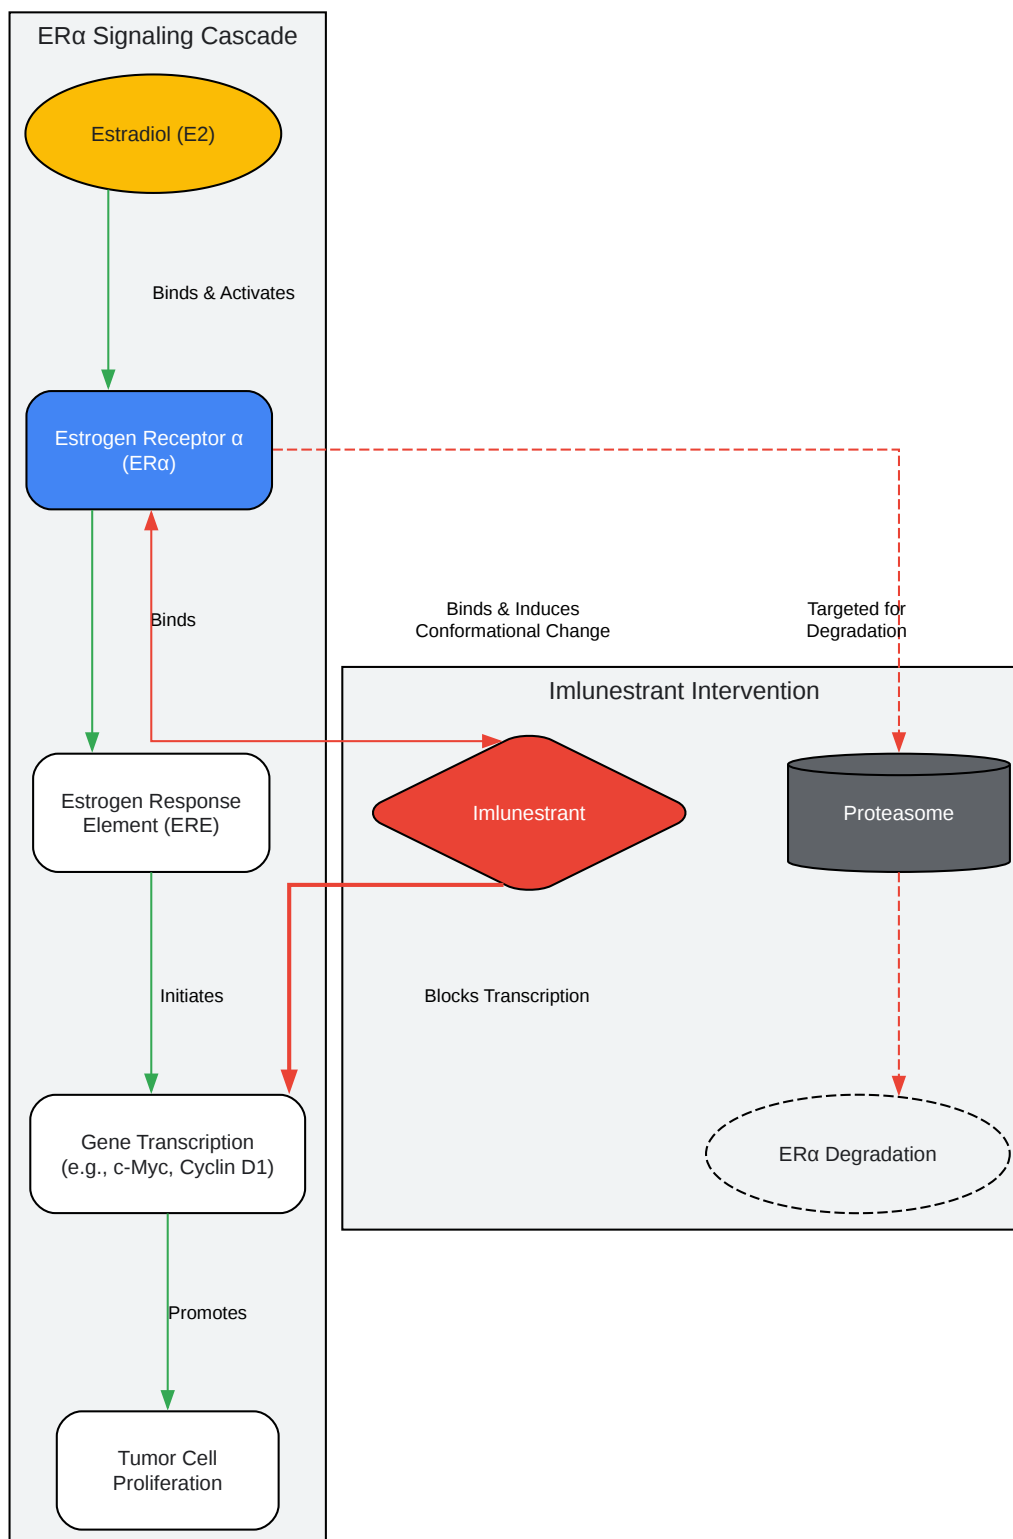 ERα Signaling Cascade
Estradiol (E2)
Binds & Activates
Estrogen Receptor α
(ERα)
Binds
Binds & Induces
Conformational Change
Targeted for
Degradation
Imlunestrant Intervention
Estrogen Response
Element (ERE)
Imlunestrant
Proteasome
Initiates
Blocks Transcription
Gene Transcription
(e.g., c-Myc, Cyclin D1)
ERα Degradation
Promotes
Tumor Cell
Proliferation